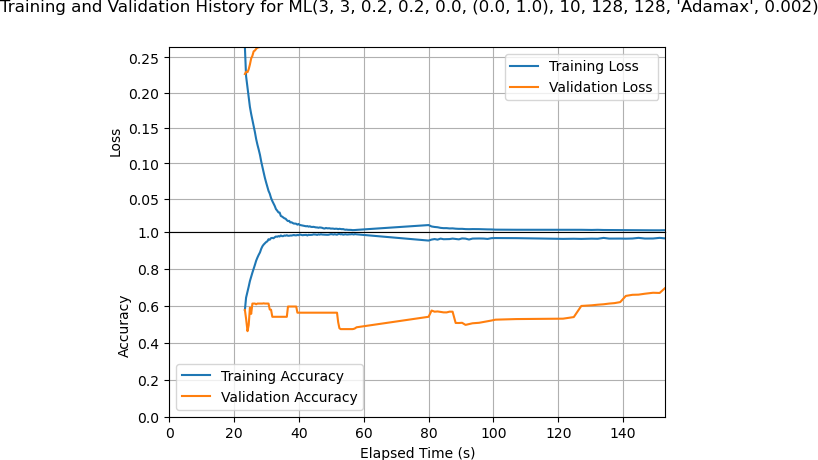 Training and Validation History for ML(3, 3, 0.2, 0.2, 0.0, (0.0, 1.0), 10, 128, 128, 'Adamax', 0.002)
0.25
0.20
0.15
0.10
0.05
Loss
Training Loss
Validation Loss
1.0
0.8
0.6
0.4
0.2
0.0
Accuracy
Training Accuracy
Validation Accuracy
0 20 40 60 80 100 120 140
Elapsed Time (s)